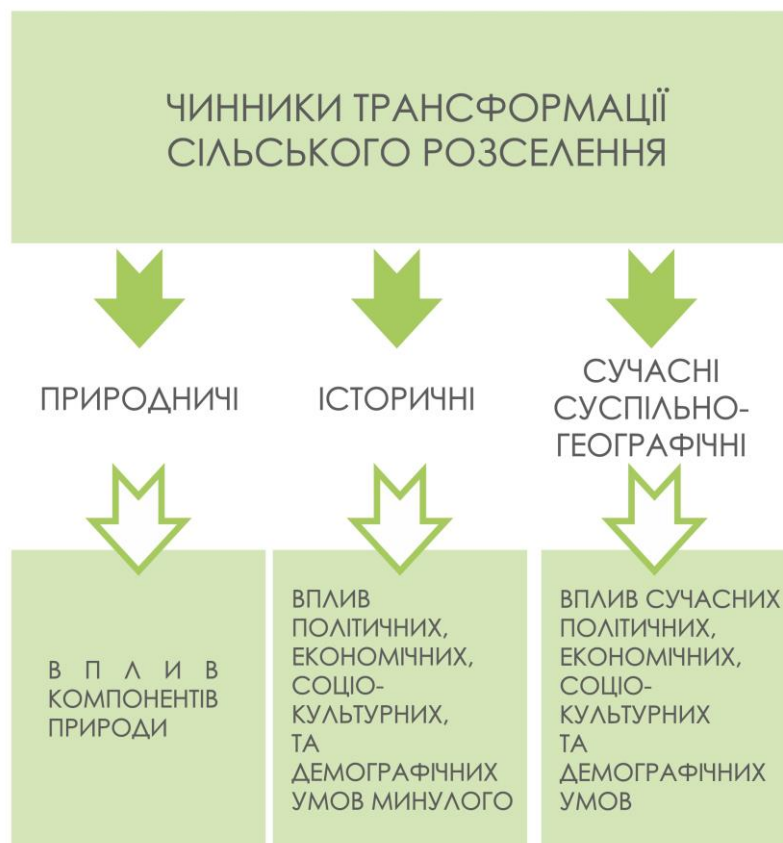 ЧИННИКИ ТРАНСФОРМАЦІЇ
СІЛЬСЬКОГО РОЗСЕЛЕННЯ
ПРИРОДНИЧІ
ІСТОРИЧНІ
СУЧАСНІ
СУСПІЛЬНО-
ГЕОГРАФІЧНІ
ВПЛИВ
КОМПОНЕНТІВ
ПРИРОДИ
ВПЛИВ
ПОЛІТИЧНИХ,
ЕКОНОМІЧНИХ,
СОЦІО-
КУЛЬТУРНИХ,
ТА
ДЕМОГРАФІЧНИХ
УМОВ МИНУЛОГО
ВПЛИВ СУЧАСНИХ
ПОЛІТИЧНИХ,
ЕКОНОМІЧНИХ,
СОЦІО-
КУЛЬТУРНИХ
ТА
ДЕМОГРАФІЧНИХ
УМОВ